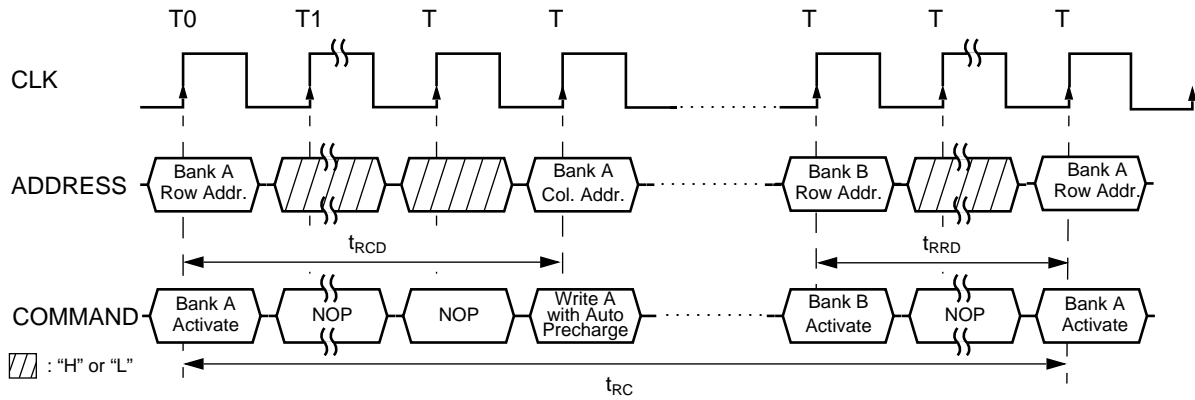 T0 T1 T T T T T
CLK
ADDRESS
Bank A
Row Addr.
Bank A
Col. Addr.
Bank B
Row Addr.
Bank A
Row Addr.
tRCD
tRRD
COMMAND
Bank A
Activate
NOP
NOP
Write A
with Auto
Precharge
Bank B
Activate
NOP
Bank A
Activate
: “H” or “L”
tRC